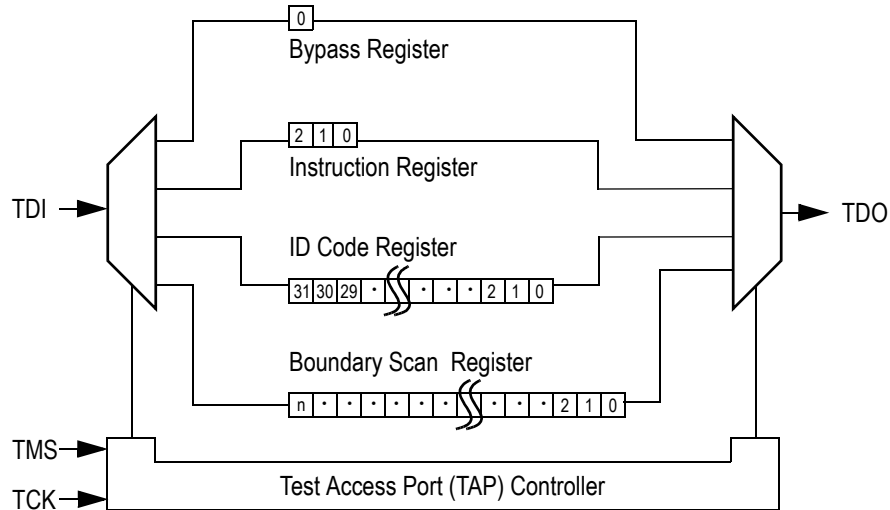 0
Bypass Register
2 1 0
Instruction Register
TDI
TDO
ID Code Register
31 30 29 · · · · 2 1 0
Boundary Scan Register
n · · · · · · · · · 2 1 0
TMS
Test Access Port (TAP) Controller
TCK